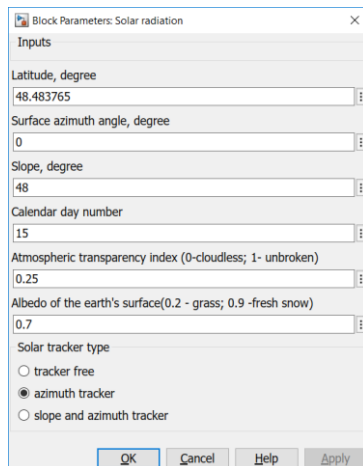 Block Parameters: Solar radiation
Inputs
Latitude, degree
48.483765
Surface azimuth angle, degree
0
Slope, degree
48
Calendar day number
15
Atmospheric transparency index (0-cloudless; 1- unbroken)
0.25
Albedo of the earth's surface(0.2 - grass; 0.9 -fresh snow)
0.7
Solar tracker type
tracker free
azimuth tracker
slope and azimuth tracker
OK Cancel Help Apply